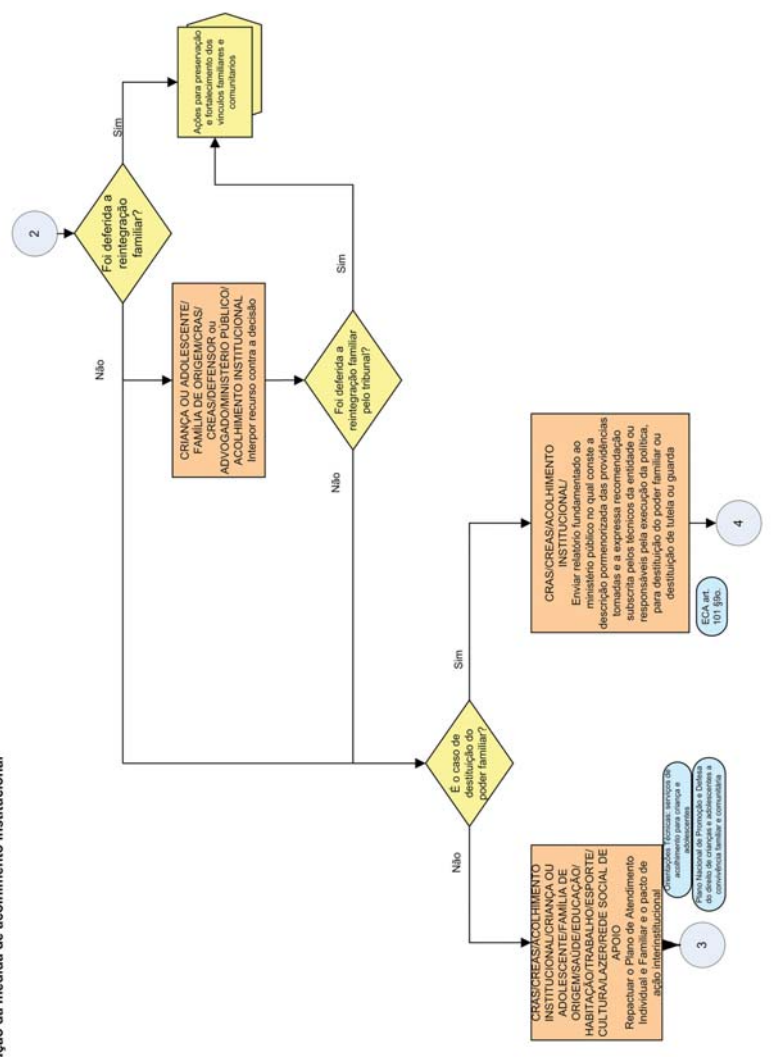 ção da medida de acolhimento institucional
2
Foi deferida a
reintegração
familiar?
Sim
Ações para preservação
e fortalecimento dos
vínculos familiares e
comunitarios
Não
CRIANÇA OU ADOLESCENTE/
FAMÍLIA DE ORIGEM/CRAS/
CREAS/DEFENSOR ou
ADVOGADO/MINISTÉRIO PÚBLICO/
ACOLHIMENTO INSTITUCIONAL
Interpor recurso contra a decisão
Foi deferida a
reintegração familiar
pelo tribunal?
Sim
Não
É o caso de
destituição do
poder familiar?
Sim
CRAS/CREAS/ACOLHIMENTO
INSTITUCIONAL/
Enviar relatório fundamentado ao
ministério público no qual conste a
descrição pormenorizada das providências
tomadas e a expressa recomendação
subscrita pelos técnicos da entidade ou
responsáveis pela execução da política,
para destituição do poder familiar ou
destituição de tutela ou guarda
ECA art.
101 §9o.
4
Não
CRAS/CREAS/ACOLHIMENTO
INSTITUCIONAL/CRIANÇA OU
ADOLESCENTE/FAMÍLIA DE
ORIGEM/SAÚDE/EDUCAÇÃO/
HABITAÇÃO/TRABALHO/ESPORTE/
CULTURA/LAZER/REDE SOCIAL DE
APOIO
Repactuar o Plano de Atendimento
Individual e Familiar e o pacto de
ação interinstitucional
Orientações Técnicas: serviços de
acolhimento para criança e
adolescentes
Plano Nacional de Promoção e Defesa
do direito de crianças e adolescentes a
convivência familiar e comunitária
3